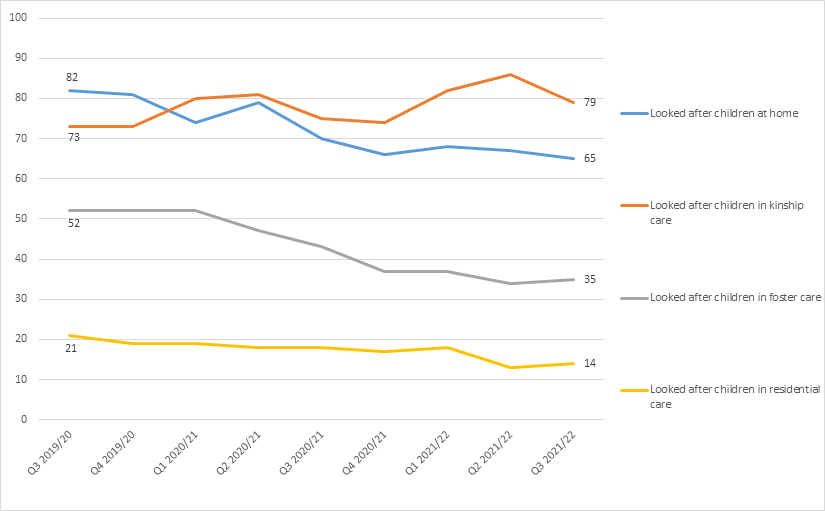 100
90
80
70
60
50
40
30
20
10
0
82
73
52
21
79
65
35
14
Q3 2019/20
Q4 2019/20
Q1 2020/21
Q2 2020/21
Q3 2020/21
Q4 2020/21
Q1 2021/22
Q2 2021/22
Q3 2021/22
Looked after children at home
Looked after children in kinship
care
Looked after children in foster care
Looked after children in residential
care